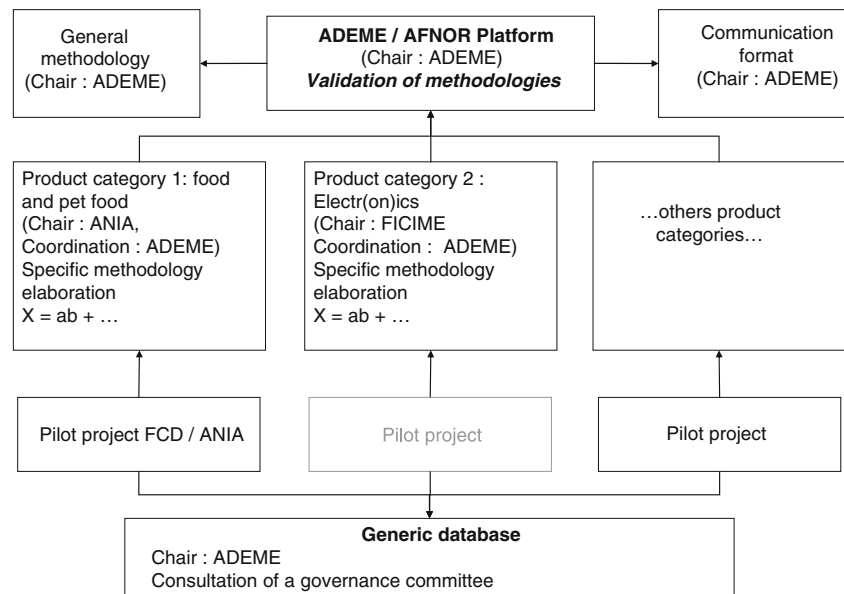 General
methodology
(Chair : ADEME)
ADEME / AFNOR Platform
(Chair : ADEME)
Validation of methodologies
Communication
format
(Chair : ADEME)
Product category 1: food
and pet food
(Chair : ANIA,
Coordination : ADEME)
Specific methodology
elaboration
X = ab + …
Product category 2 :
Electr(on)ics
(Chair : FICIME
Coordination : ADEME)
Specific methodology
elaboration
X = ab + …
…others product
categories…
Pilot project FCD / ANIA
Pilot project
Pilot project
Generic database
Chair : ADEME
Consultation of a governance committee